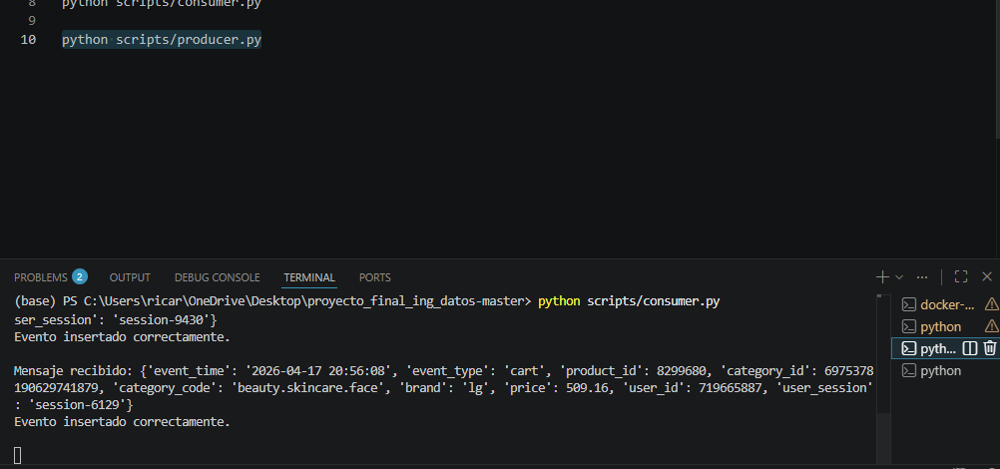 8 python scripts/consumer.py
9
10 python scripts/producer.py
PROBLEMS 2 OUTPUT DEBUG CONSOLE TERMINAL PORTS
(base) PS C:\Users\ricar\OneDrive\Desktop\proyecto_final_ing_datos-master> python scripts/consumer.py
ser_session': 'session-9430'}
Evento insertado correctamente.
Mensaje recibido: {'event_time': '2026-04-17 20:56:08', 'event_type': 'cart', 'product_id': 8299680, 'category_id': 6975378
190629741879, 'category_code': 'beauty.skincare.face', 'brand': 'lg', 'price': 509.16, 'user_id': 719665887, 'user_session'
: 'session-6129'}
Evento insertado correctamente.
docker-...
python
pyth...
python